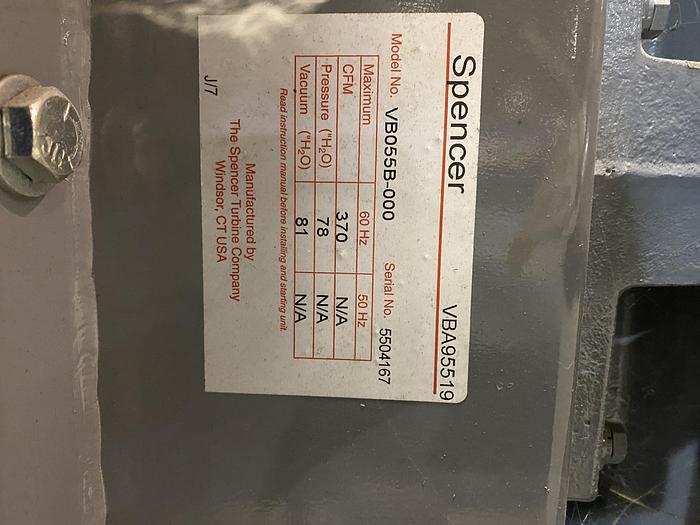 Spencer VBA95519
Model No. VB055B-000 Serial No. 5504167
Maximum 60 Hz 50 Hz
CFM 370 N/A
Pressure ("H₂O) 78 N/A
Vacuum ("H₂O) 81 N/A
Read instruction manual before installing and starting unit.
Manufactured by
The Spencer Turbine Company
Windsor, CT USA
J/7